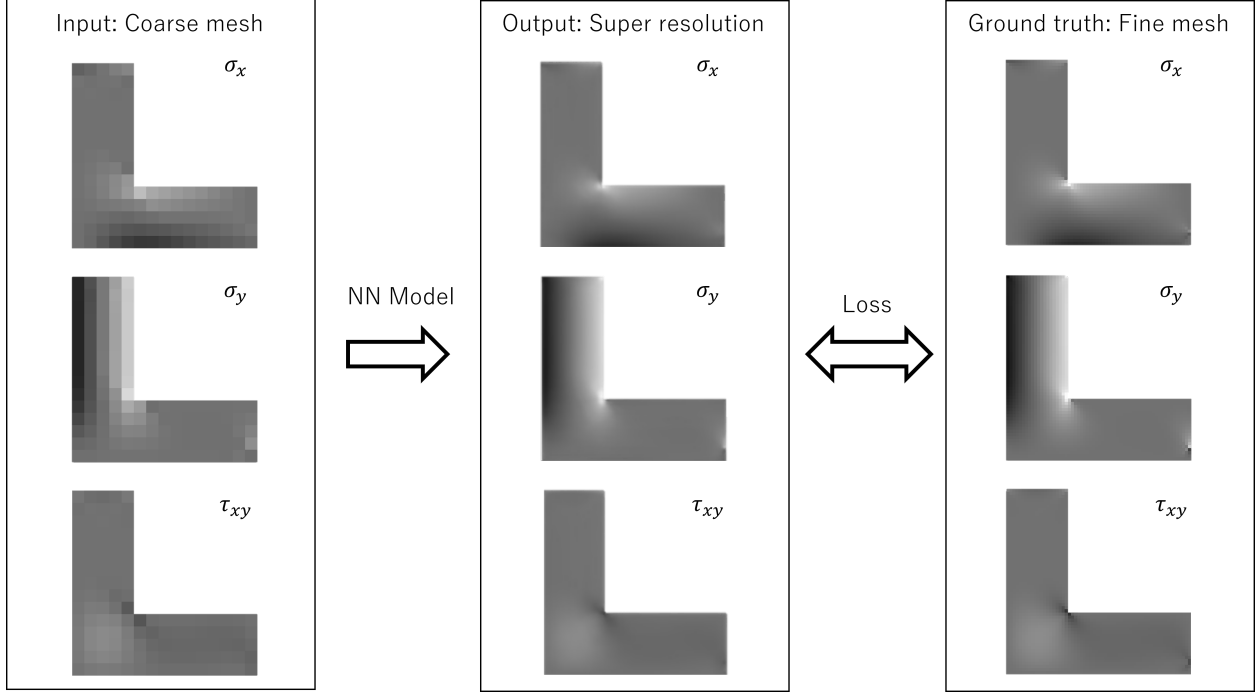 Input: Coarse mesh
σx
σy
τxy
NN Model
Output: Super resolution
σx
σy
τxy
Loss
Ground truth: Fine mesh
σx
σy
τxy